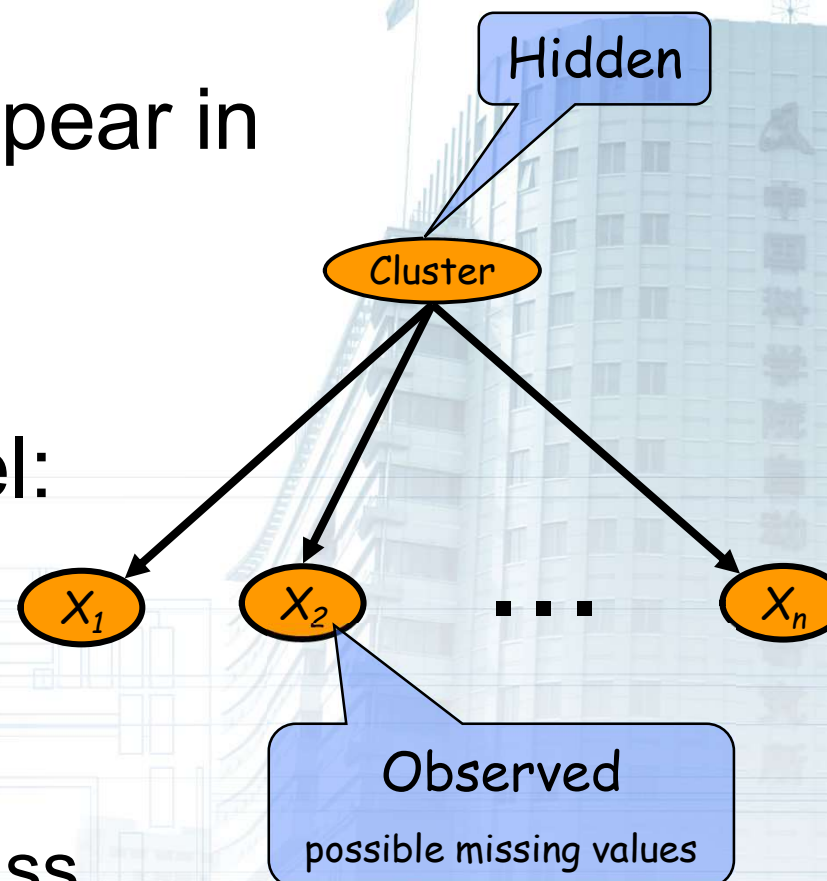 Hidden
pear in
Cluster
el:
X1
X2
...
Xn
Observed
possible missing values
ss